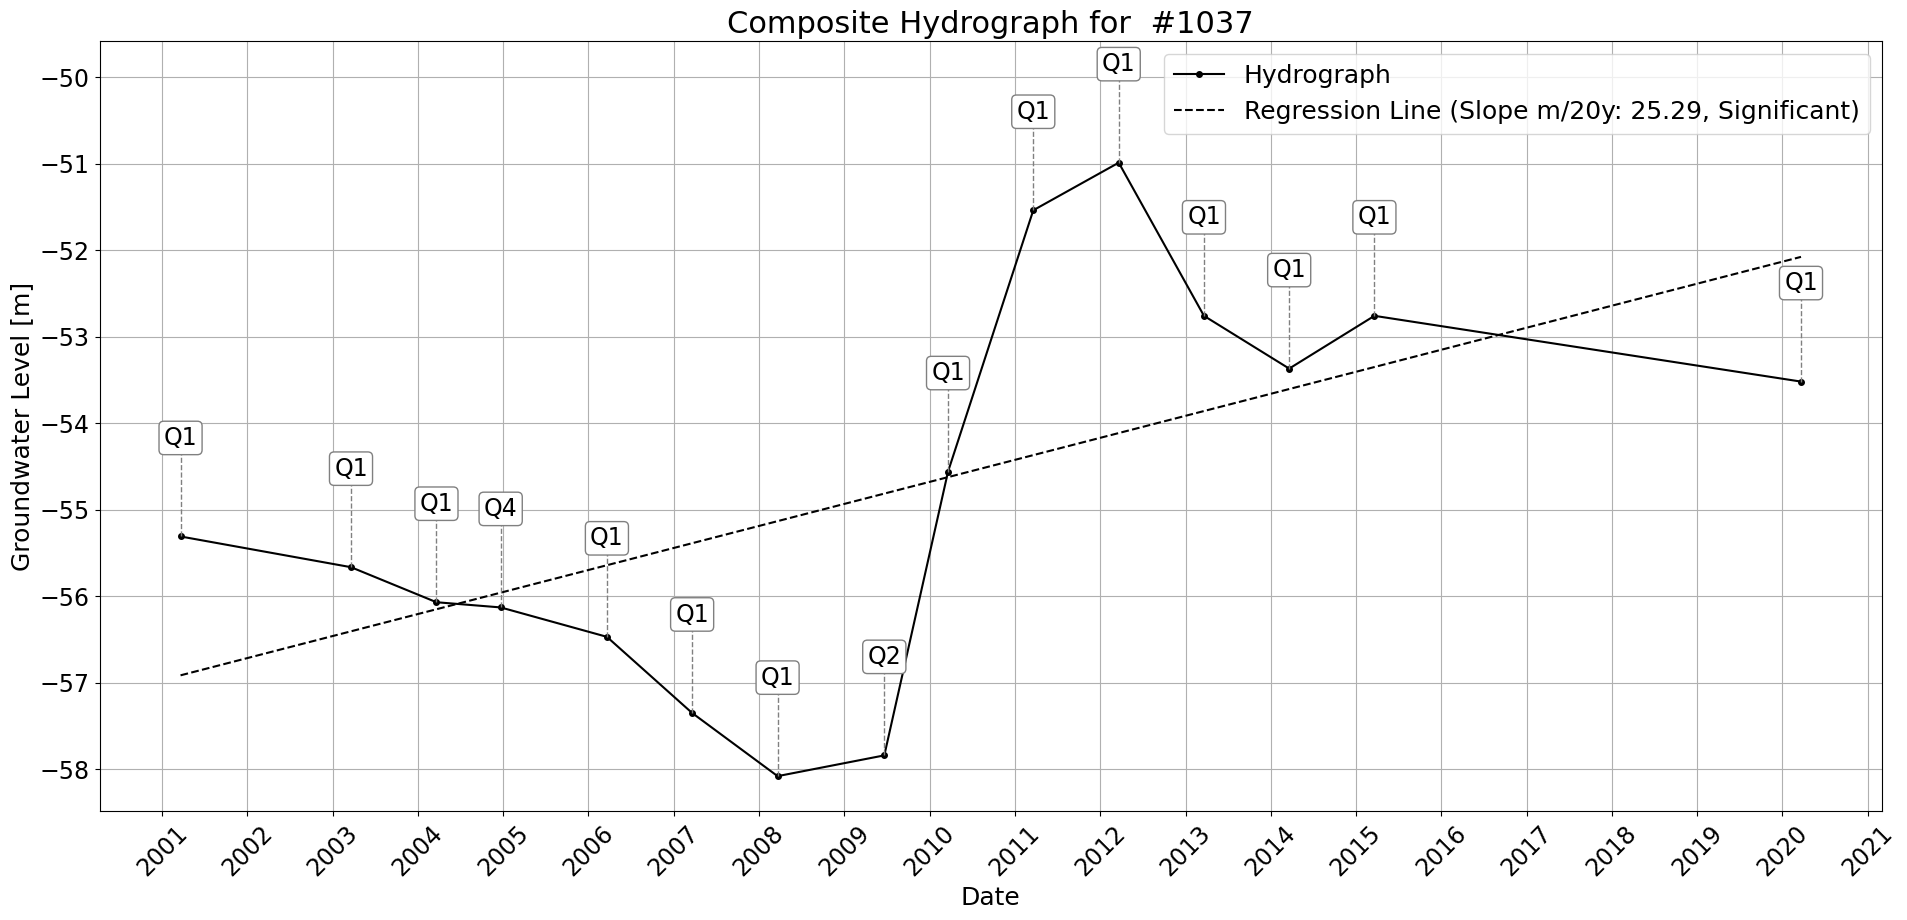 Composite Hydrograph for  #1037
Hydrograph
Regression Line (Slope m/20y: 25.29, Significant)
Groundwater Level [m]
−50
−51
−52
−53
−54
−55
−56
−57
−58
Q1
Q1
Q1
Q4
Q1
Q1
Q1
Q2
Q1
Q1
Q1
Q1
Q1
Q1
Q1
2001
2002
2003
2004
2005
2006
2007
2008
2009
2010
2011
2012
2013
2014
2015
2016
2017
2018
2019
2020
2021
Date